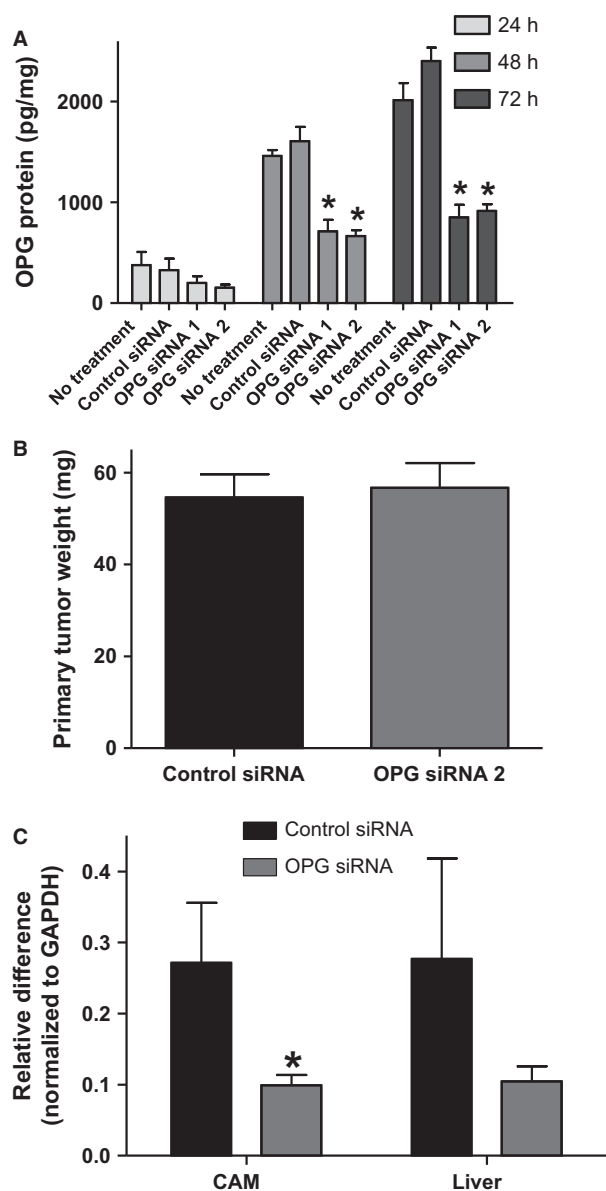 A
24 h
48 h
72 h
OPG protein (pg/mg)
2000
1000
0
* * * *
No treatment
Control siRNA
OPG siRNA 1
OPG siRNA 2
No treatment
Control siRNA
OPG siRNA 1
OPG siRNA 2
No treatment
Control siRNA
OPG siRNA 1
OPG siRNA 2
B
Primary tumor weight (mg)
60
40
20
0
Control siRNA OPG siRNA 2
C
Control siRNA
OPG siRNA
Relative difference
(normalized to GAPDH)
0.4
0.3
0.2
0.1
0.0
*
CAM Liver